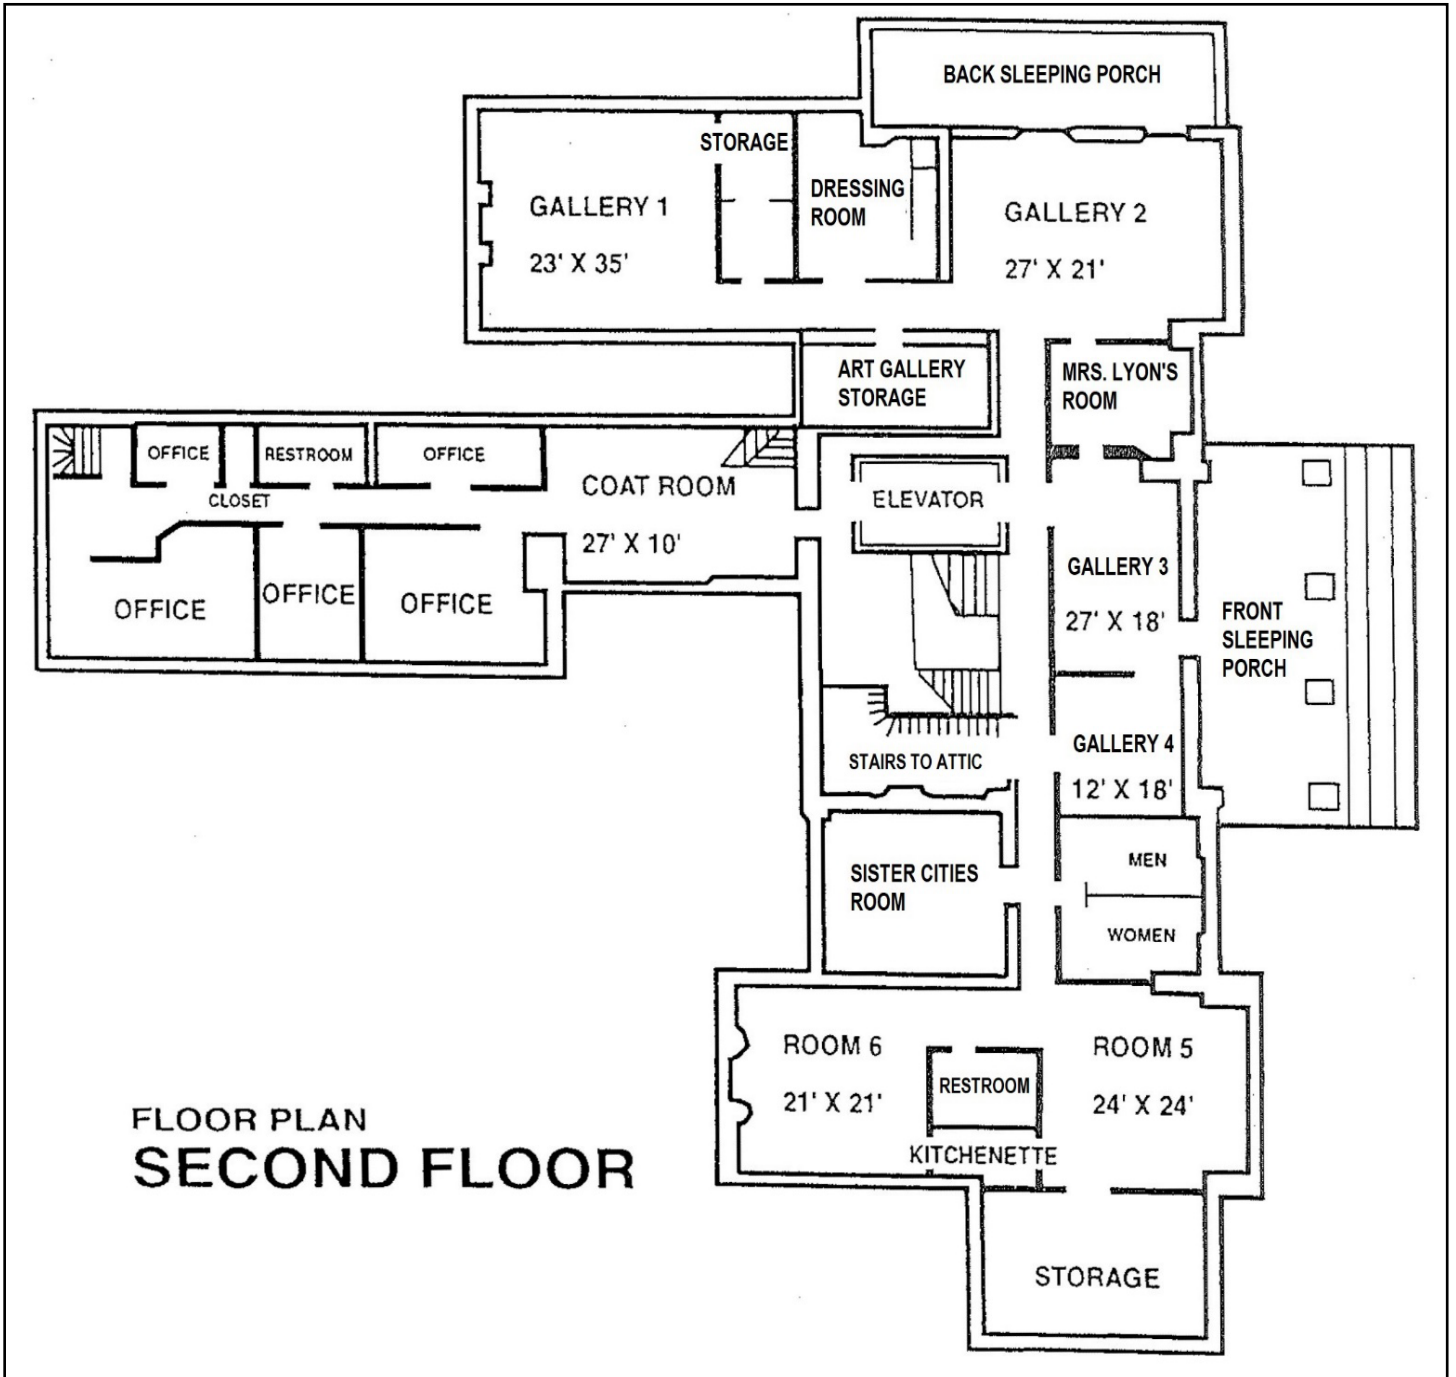 BACK SLEEPING PORCH
STORAGE
GALLERY 1
23' X 35'
DRESSING
ROOM
GALLERY 2
27' X 21'
ART GALLERY
STORAGE
MRS. LYON'S
ROOM
OFFICE
RESTROOM
OFFICE
CLOSET
COAT ROOM
27' X 10'
ELEVATOR
OFFICE
OFFICE
OFFICE
GALLERY 3
27' X 18'
FRONT
SLEEPING
PORCH
STAIRS TO ATTIC
GALLERY 4
12' X 18'
SISTER CITIES
ROOM
MEN
WOMEN
ROOM 6
21' X 21'
RESTROOM
ROOM 5
24' X 24'
KITCHENETTE
STORAGE
FLOOR PLAN
SECOND FLOOR